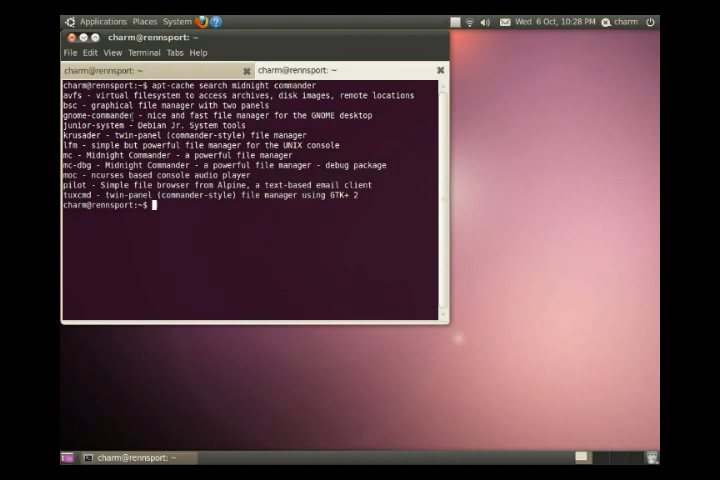 Applications Places System
Wed 6 Oct, 10:28 PM charm
charm@rennsport: ~
File Edit View Terminal Tabs Help
charm@rennsport: ~
charm@rennsport: ~
charm@rennsport:~$ apt-cache search midnight commander
avfs - virtual filesystem to access archives, disk images, remote locations
bsc - graphical file manager with two panels
gnome-commander - nice and fast file manager for the GNOME desktop
junior-system - Debian Jr. System tools
krusader - twin-panel (commander-style) file manager
lfm - simple but powerful file manager for the UNIX console
mc - Midnight Commander - a powerful file manager
mc-dbg - Midnight Commander - a powerful file manager - debug package
moc - ncurses based console audio player
pilot - Simple file browser from Alpine, a text-based email client
tuxcmd - twin-panel (commander-style) file manager using GTK+ 2
charm@rennsport:~$
charm@rennsport: ~